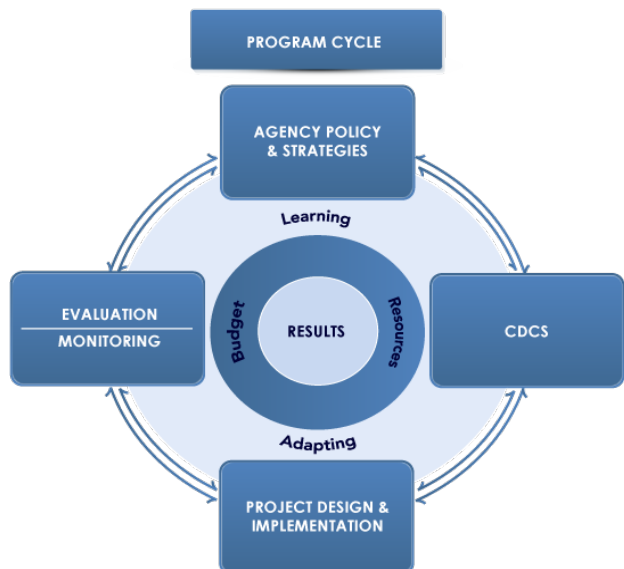 PROGRAM CYCLE
AGENCY POLICY
& STRATEGIES
Learning
EVALUATION
MONITORING
Budget
RESULTS
Resources
CDCS
Adapting
PROJECT DESIGN &
IMPLEMENTATION